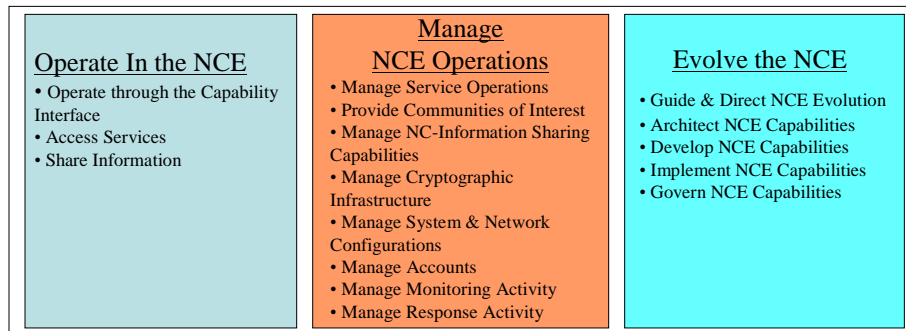 Operate In the NCE
• Operate through the Capability
Interface
• Access Services
• Share Information
Manage
NCE Operations
• Manage Service Operations
• Provide Communities of Interest
• Manage NC-Information Sharing
Capabilities
• Manage Cryptographic
Infrastructure
• Manage System & Network
Configurations
• Manage Accounts
• Manage Monitoring Activity
• Manage Response Activity
Evolve the NCE
• Guide & Direct NCE Evolution
• Architect NCE Capabilities
• Develop NCE Capabilities
• Implement NCE Capabilities
• Govern NCE Capabilities